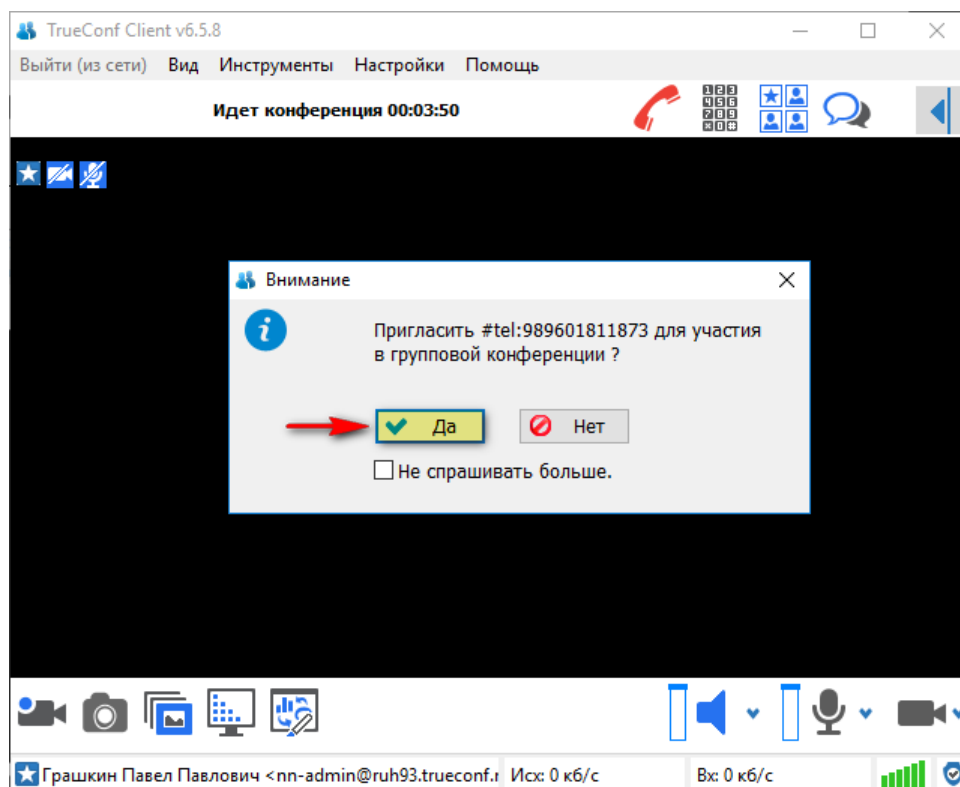 TrueConf Client v6.5.8
Выйти (из сети) Вид Инструменты Настройки Помощь
Идет конференция 00:03:50
Внимание
Пригласить #tel:989601811873 для участия
в групповой конференции ?
Да Нет
Не спрашивать больше.
Грашкин Павел Павлович <nn-admin@ruh93.trueconf.r Исх: 0 кб/с Вх: 0 кб/с